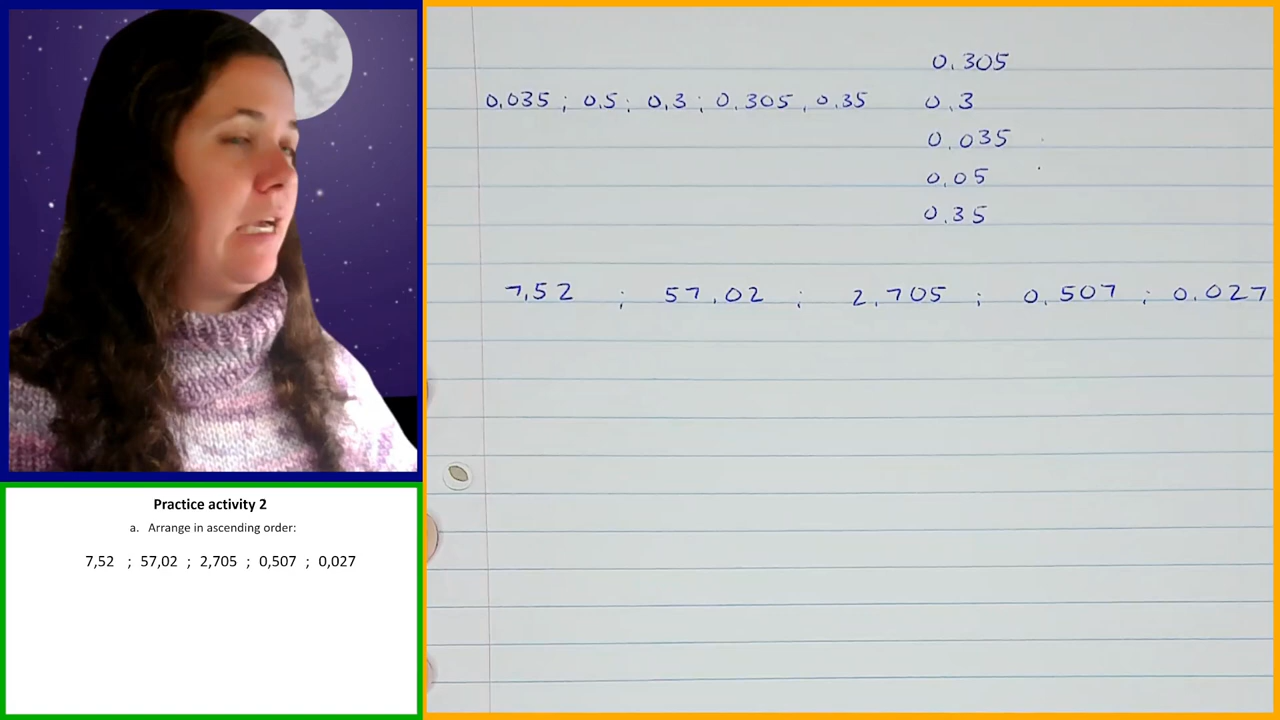 Practice activity 2
a. Arrange in ascending order:
7,52 ; 57,02 ; 2,705 ; 0,507 ; 0,027
0.305
0,035 ; 0.5 ; 0,3 ; 0.305 , 0.35
0.3
0.035
0.05
0.35
7,52 ; 57,02 ; 2,705 ; 0,507 ; 0.027